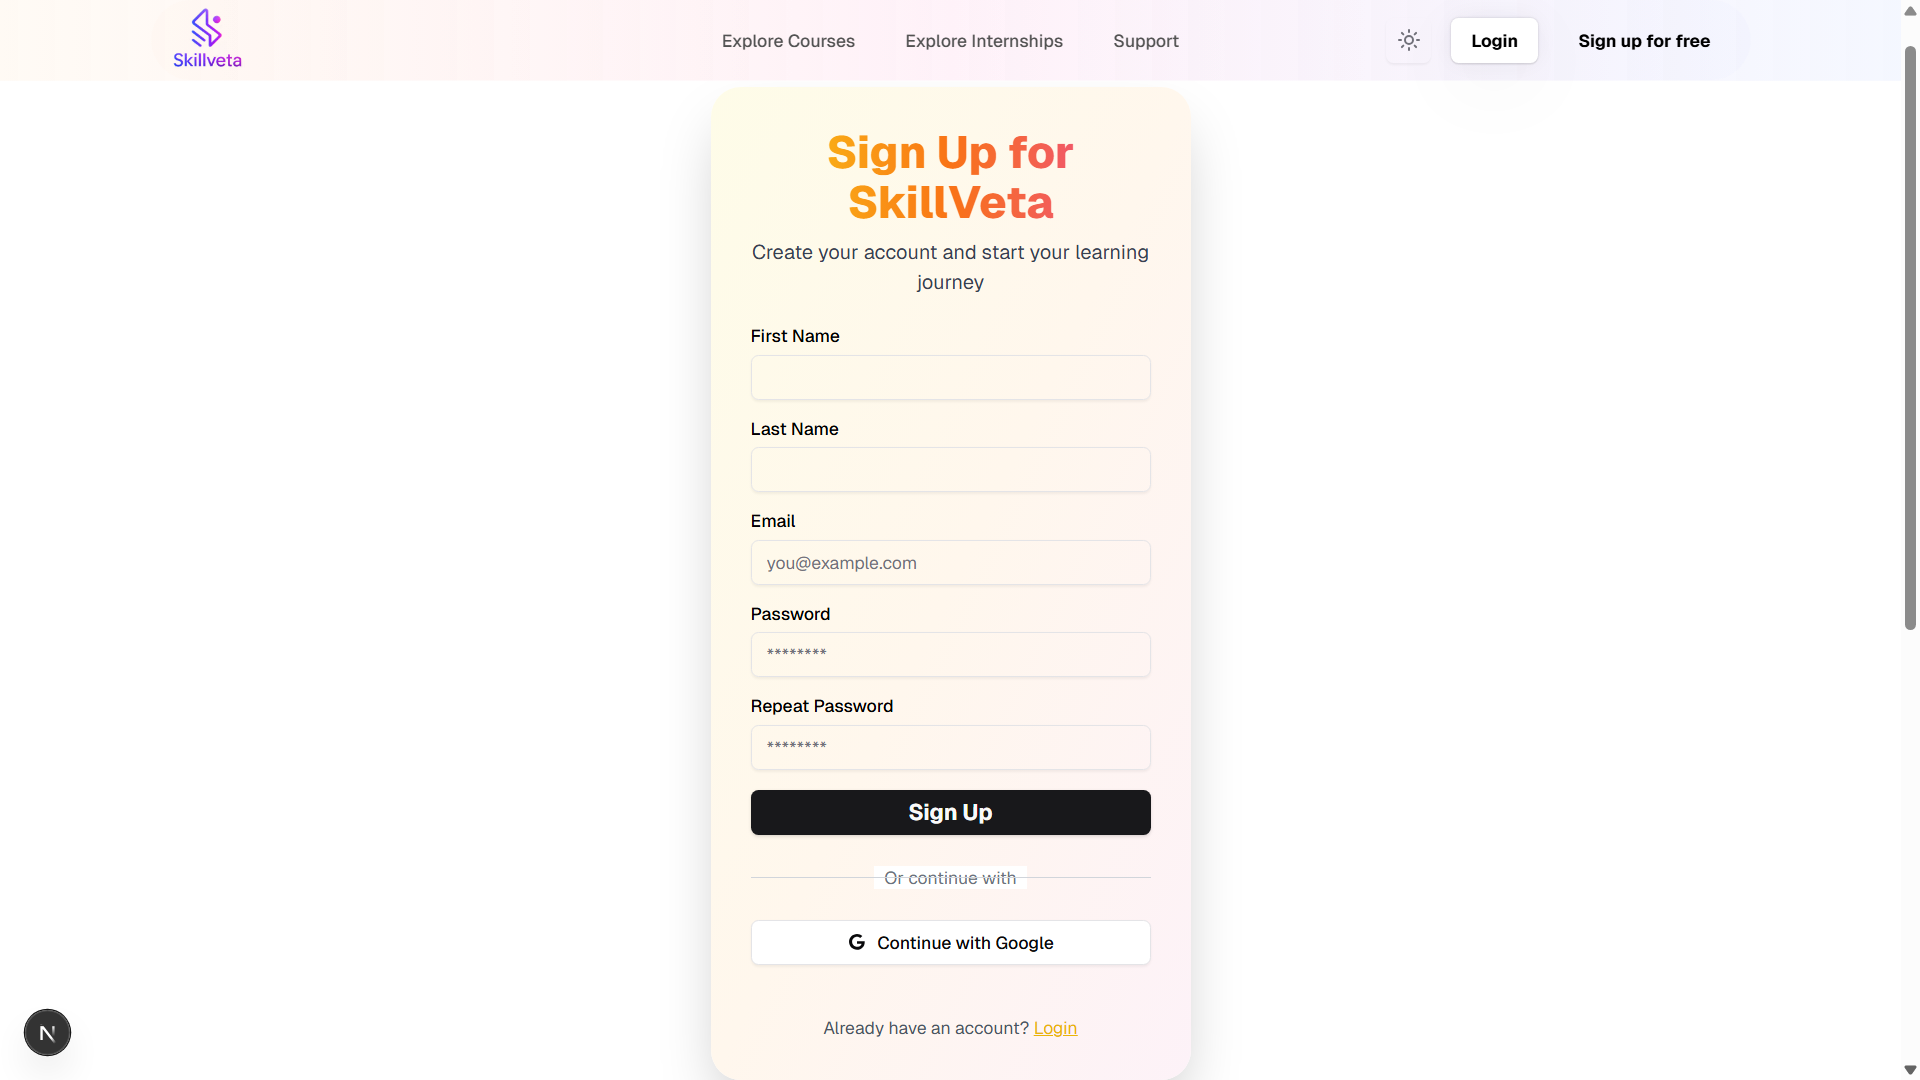 Skillveta
Explore Courses
Explore Internships
Support
Login
Sign up for free
Sign Up for
SkillVeta
Create your account and start your learning
journey
First Name
Last Name
Email
you@example.com
Password
********
Repeat Password
********
Sign Up
Or continue with
G Continue with Google
Already have an account? Login
N